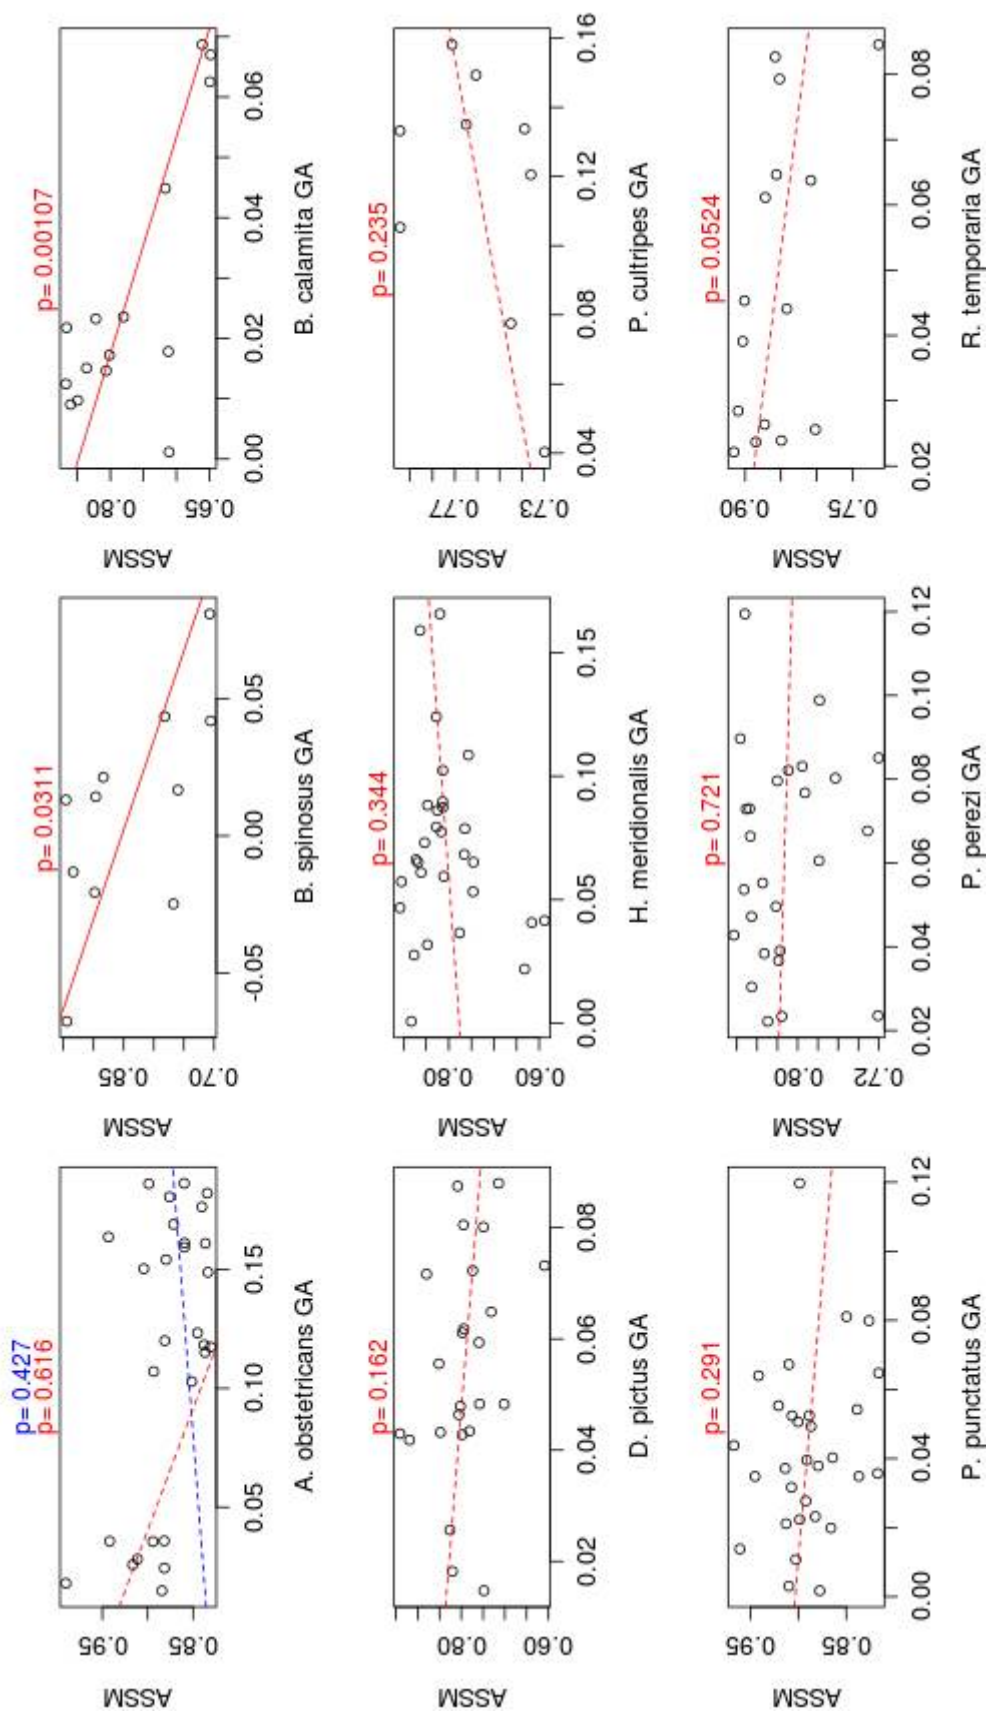 p= 0.427
p= 0.616
ASSM
0.85 0.95
0.05 0.10 0.15
A. obstetricans GA
p= 0.0311
ASSM
0.70 0.85
-0.05 0.00 0.05
B. spinosus GA
p= 0.00107
ASSM
0.65 0.80
0.00 0.02 0.04 0.06
B. calamita GA
p= 0.162
ASSM
0.60 0.80
0.02 0.04 0.06 0.08
D. pictus GA
p= 0.344
ASSM
0.60 0.80
0.00 0.05 0.10 0.15
H. meridionalis GA
p= 0.235
ASSM
0.73 0.77
0.04 0.08 0.12 0.16
P. cultripes GA
p= 0.291
ASSM
0.85 0.95
0.00 0.04 0.08 0.12
P. punctatus GA
p= 0.721
ASSM
0.72 0.80
0.02 0.04 0.06 0.08 0.10 0.12
P. perezi GA
p= 0.0524
ASSM
0.75 0.90
0.02 0.04 0.06 0.08
R. temporaria GA